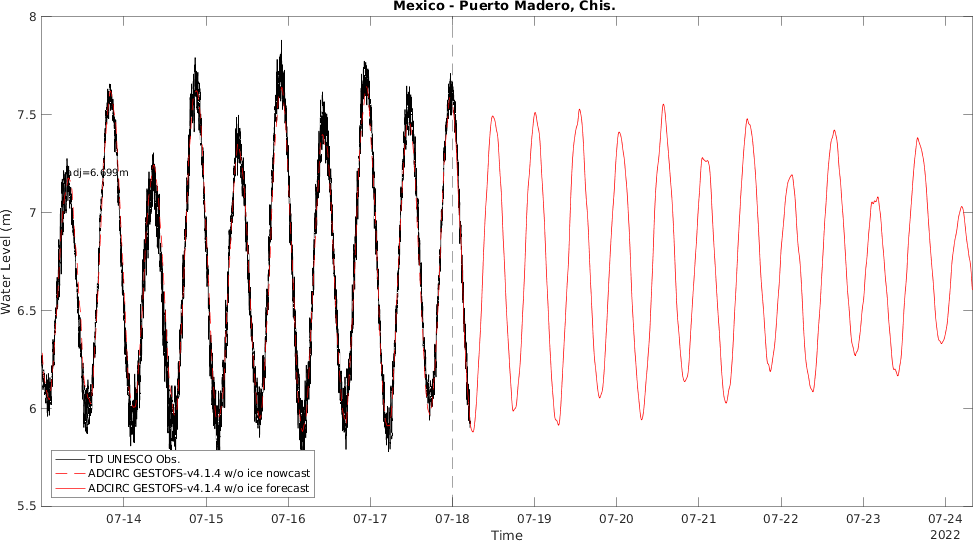 Mexico - Puerto Madero, Chis.
8
7.5
7
6.5
6
5.5
Water Level (m)
adj=6.699m
TD UNESCO Obs.
ADCIRC GESTOFS-v4.1.4 w/o ice nowcast
ADCIRC GESTOFS-v4.1.4 w/o ice forecast
07-14
07-15
07-16
07-17
07-18
07-19
07-20
07-21
07-22
07-23
07-24
Time
2022